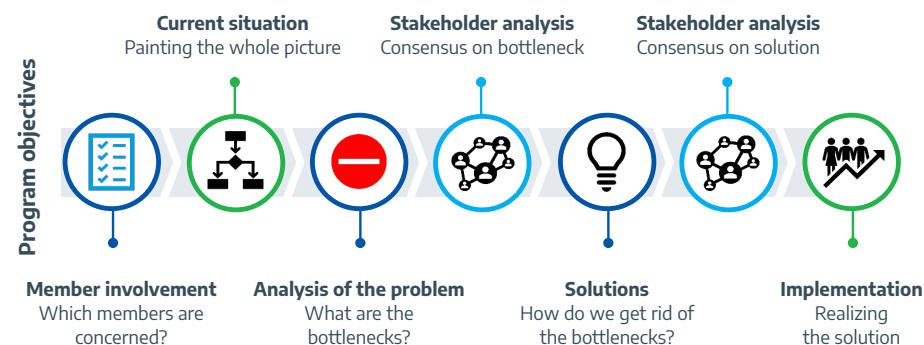 Program objectives
Current situation
Painting the whole picture
Stakeholder analysis
Consensus on bottleneck
Stakeholder analysis
Consensus on solution
Member involvement
Which members are
concerned?
Analysis of the problem
What are the
bottlenecks?
Solutions
How do we get rid of
the bottlenecks?
Implementation
Realizing
the solution